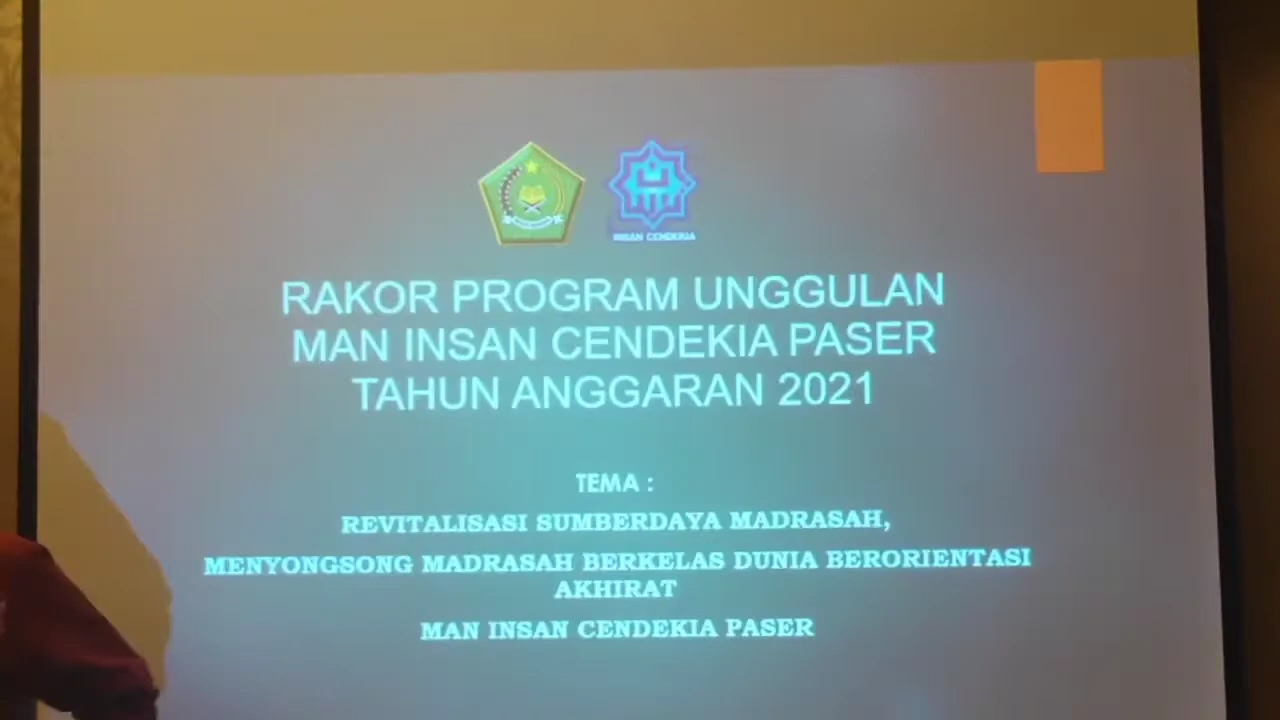 INSAN CENDEKIA
RAKOR PROGRAM UNGGULAN
MAN INSAN CENDEKIA PASER
TAHUN ANGGARAN 2021
TEMA :
REVITALISASI SUMBERDAYA MADRASAH,
MENYONGSONG MADRASAH BERKELAS DUNIA BERORIENTASI
AKHIRAT
MAN INSAN CENDEKIA PASER